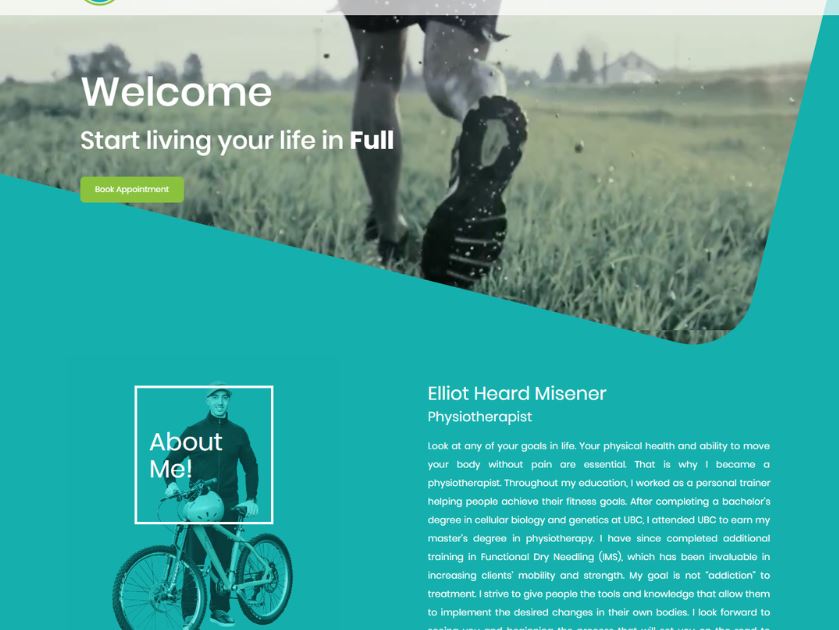 Welcome
Start living your life in Full
Book Appointment
About
Me!
Elliot Heard Misener
Physiotherapist
Look at any of your goals in life. Your physical health and ability to move
your body without pain are essential. That is why I became a
physiotherapist. Throughout my education, I worked as a personal trainer
helping people achieve their fitness goals. After completing a bachelor's
degree in cellular biology and genetics at UBC, I attended UBC to earn my
master's degree in physiotherapy. I have since completed additional
training in Functional Dry Needling (IMS), which has been invaluable in
increasing clients' mobility and strength. My goal is not "addiction" to
treatment. I strive to give people the tools and knowledge that allow them
to implement the desired changes in their own bodies. I look forward to